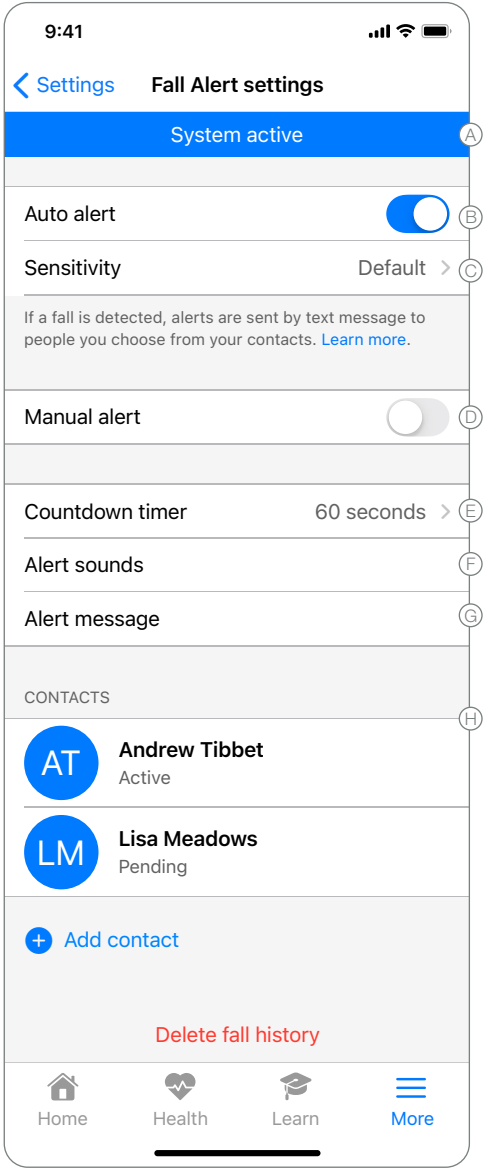 9:41
Settings Fall Alert settings
System active A
Auto alert B
Sensitivity Default C
If a fall is detected, alerts are sent by text message to
people you choose from your contacts. Learn more.
Manual alert D
Countdown timer 60 seconds E
Alert sounds F
Alert message G
CONTACTS
H
AT Andrew Tibbet
Active
LM Lisa Meadows
Pending
+ Add contact
Delete fall history
Home Health Learn More